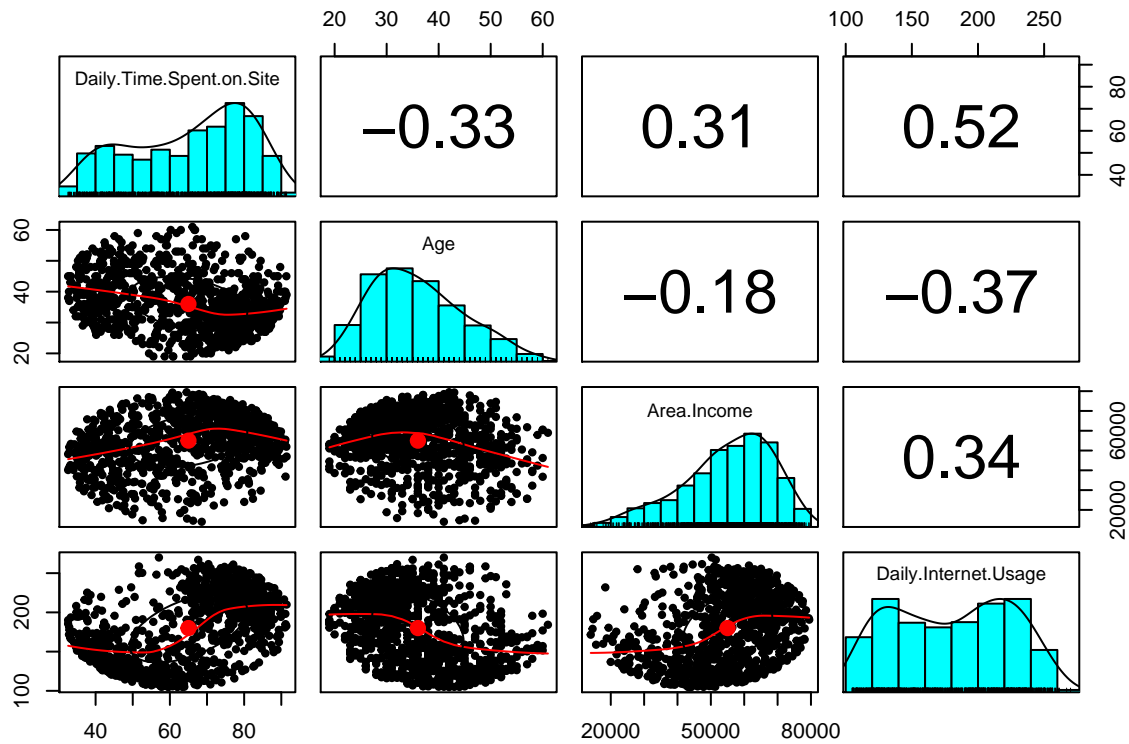 20 30 40 50 60
100 150 200 250
Daily.Time.Spent.on.Site
−0.33
0.31
0.52
40 60 80
20 40 60
Age
−0.18
−0.37
Area.Income
0.34
20000 60000
100 200
Daily.Internet.Usage
40 60 80
20000 50000 80000